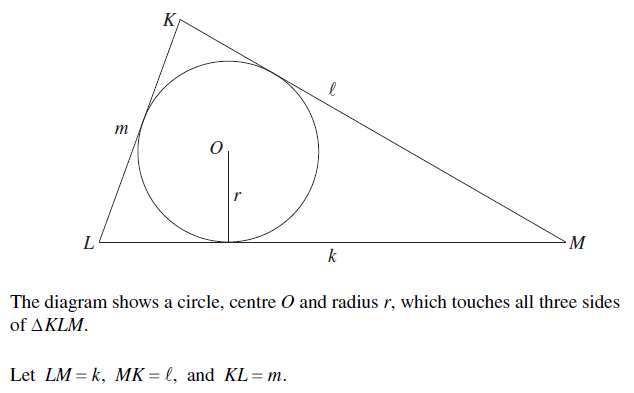 K
ℓ
m
O
r
L
M
k
The diagram shows a circle, centre O and radius r, which touches all three sides
of ΔKLM.
Let LM = k, MK = ℓ, and KL = m.